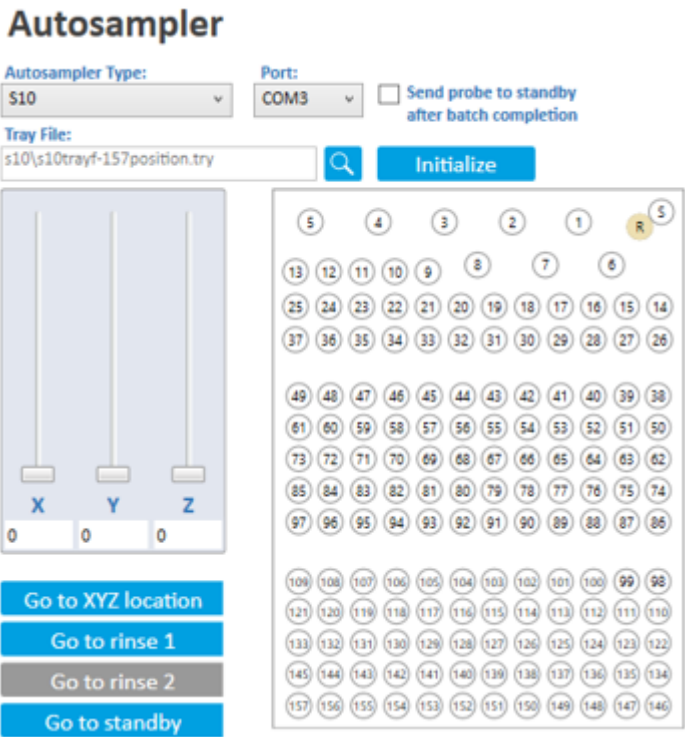 Autosampler
Autosampler Type:
S10
Port:
COM3
Send probe to standby
after batch completion
Tray File:
s10\s10trayf-157position.try
Initialize
X Y Z
0 0 0
Go to XYZ location
Go to rinse 1
Go to rinse 2
Go to standby
5 4 3 2 1 R S
8 7 6
13 12 11 10 9
25 24 23 22 21 20 19 18 17 16 15 14
37 36 35 34 33 32 31 30 29 28 27 26
49 48 47 46 45 44 43 42 41 40 39 38
61 60 59 58 57 56 55 54 53 52 51 50
73 72 71 70 69 68 67 66 65 64 63 62
85 84 83 82 81 80 79 78 77 76 75 74
97 96 95 94 93 92 91 90 89 88 87 86
109 108 107 106 105 104 103 102 101 100 99 98
121 120 119 118 117 116 115 114 113 112 111 110
133 132 131 130 129 128 127 126 125 124 123 122
145 144 143 142 141 140 139 138 137 136 135 134
157 156 155 154 153 152 151 150 149 148 147 146